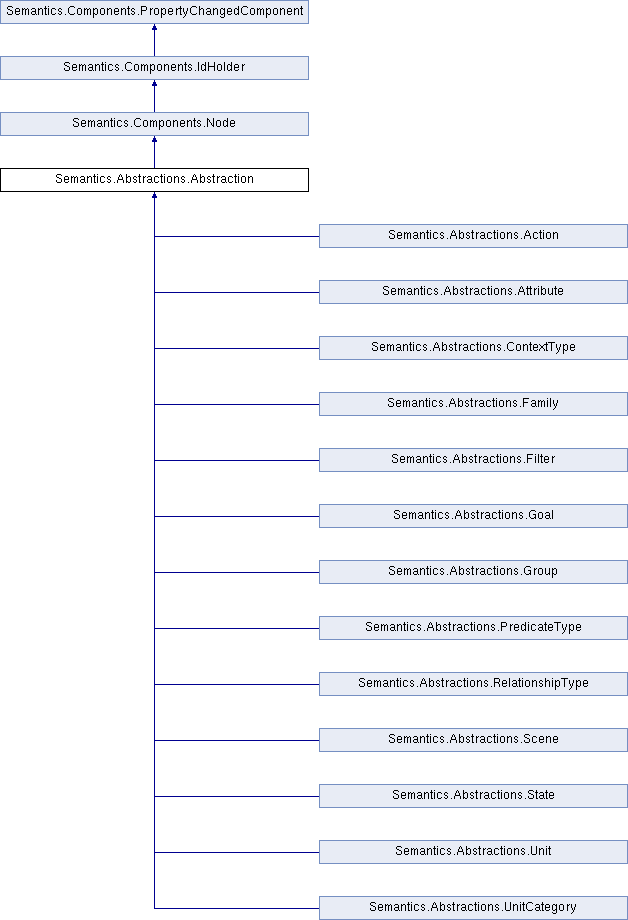 Semantics.Components.PropertyChangedComponent
Semantics.Components.IdHolder
Semantics.Components.Node
Semantics.Abstractions.Abstraction
Semantics.Abstractions.Action
Semantics.Abstractions.Attribute
Semantics.Abstractions.ContextType
Semantics.Abstractions.Family
Semantics.Abstractions.Filter
Semantics.Abstractions.Goal
Semantics.Abstractions.Group
Semantics.Abstractions.PredicateType
Semantics.Abstractions.RelationshipType
Semantics.Abstractions.Scene
Semantics.Abstractions.State
Semantics.Abstractions.Unit
Semantics.Abstractions.UnitCategory